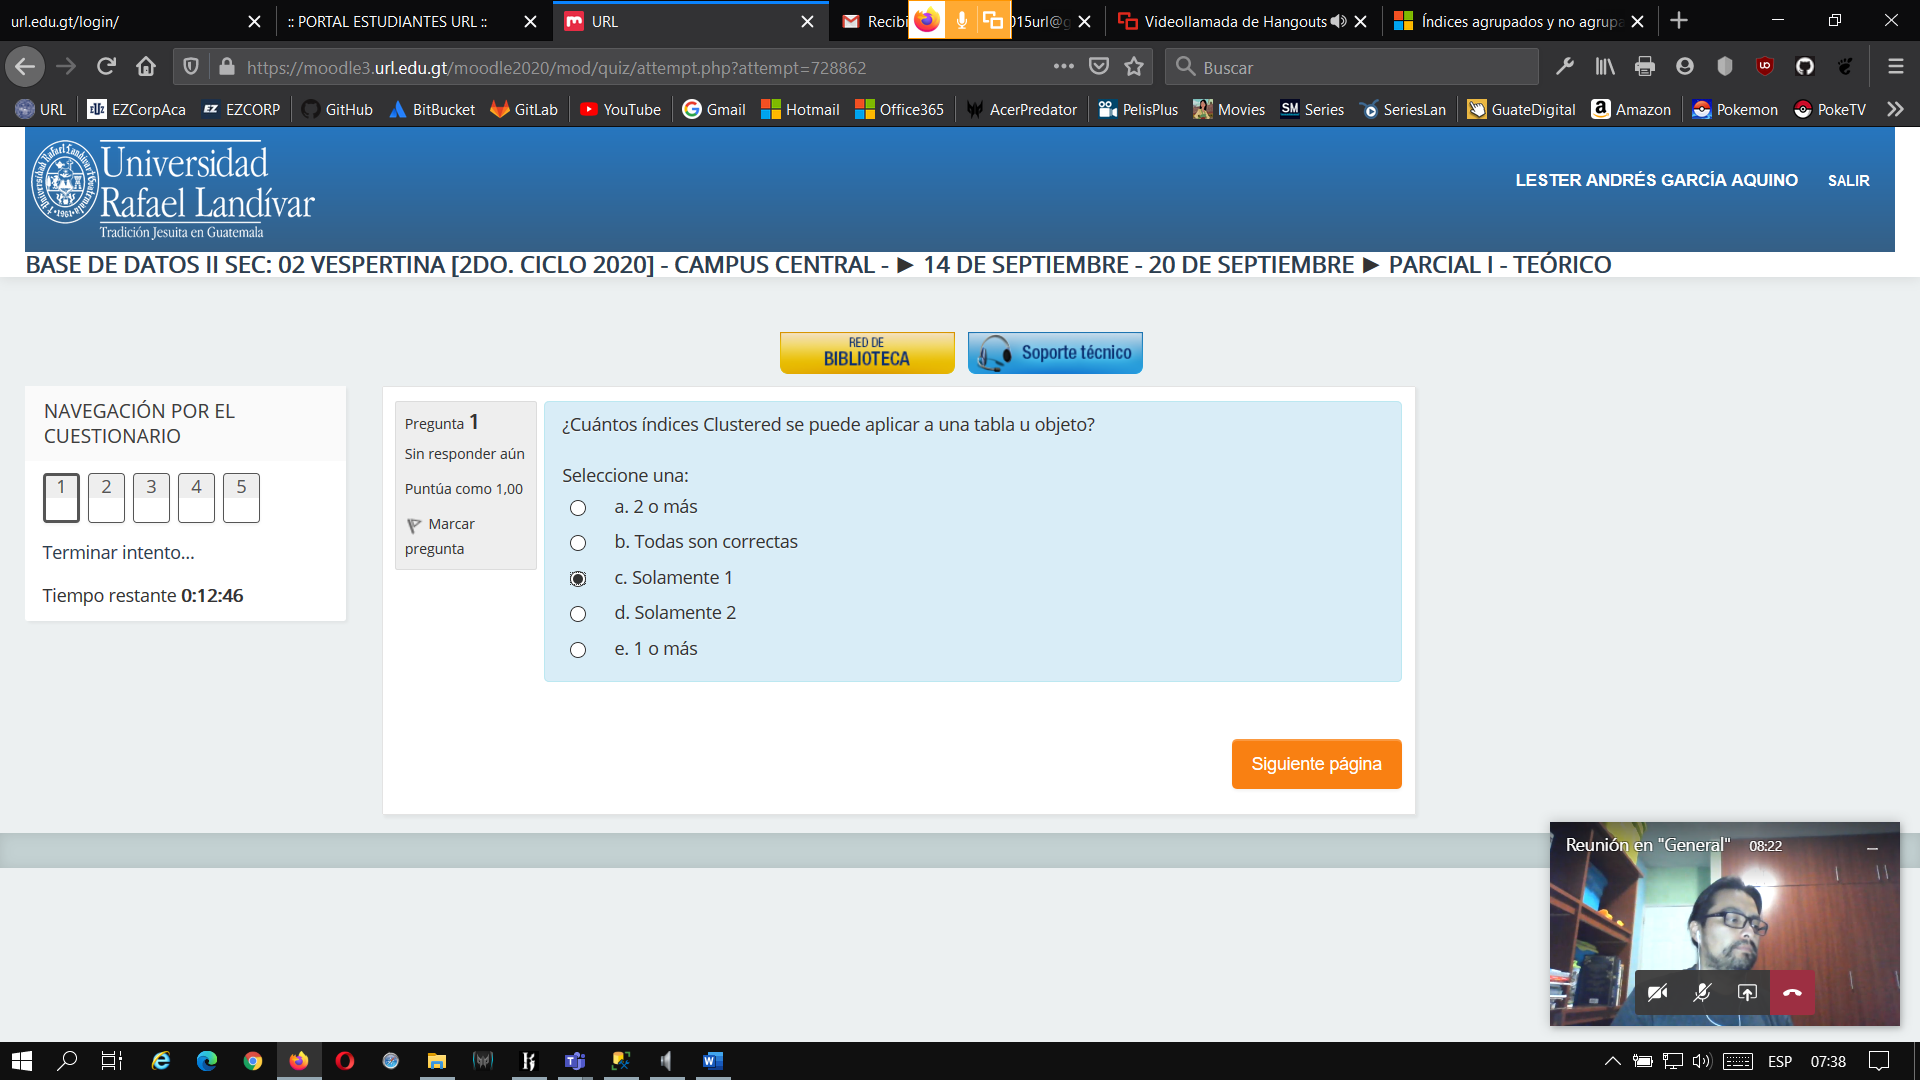 url.edu.gt/login/
:: PORTAL ESTUDIANTES URL ::
URL
Recibi
015url@g
Videollamada de Hangouts
Índices agrupados y no agrupa
https://moodle3.url.edu.gt/moodle2020/mod/quiz/attempt.php?attempt=728862
Buscar
URL EZCorpAca EZCORP GitHub BitBucket GitLab YouTube Gmail Hotmail Office365 AcerPredator PelisPlus Movies Series SeriesLan GuateDigital Amazon Pokemon PokeTV
Universidad
Rafael Landívar
Tradición Jesuita en Guatemala
LESTER ANDRÉS GARCÍA AQUINO SALIR
BASE DE DATOS II SEC: 02 VESPERTINA [2DO. CICLO 2020] - CAMPUS CENTRAL - ► 14 DE SEPTIEMBRE - 20 DE SEPTIEMBRE ► PARCIAL I - TEÓRICO
RED DE
BIBLIOTECA
Soporte técnico
NAVEGACIÓN POR EL
CUESTIONARIO
1 2 3 4 5
Terminar intento...
Tiempo restante 0:12:46
Pregunta 1
Sin responder aún
Puntúa como 1,00
Marcar
pregunta
¿Cuántos índices Clustered se puede aplicar a una tabla u objeto?
Seleccione una:
a. 2 o más
b. Todas son correctas
c. Solamente 1
d. Solamente 2
e. 1 o más
Siguiente página
Reunión en "General" 08:22
ESP 07:38